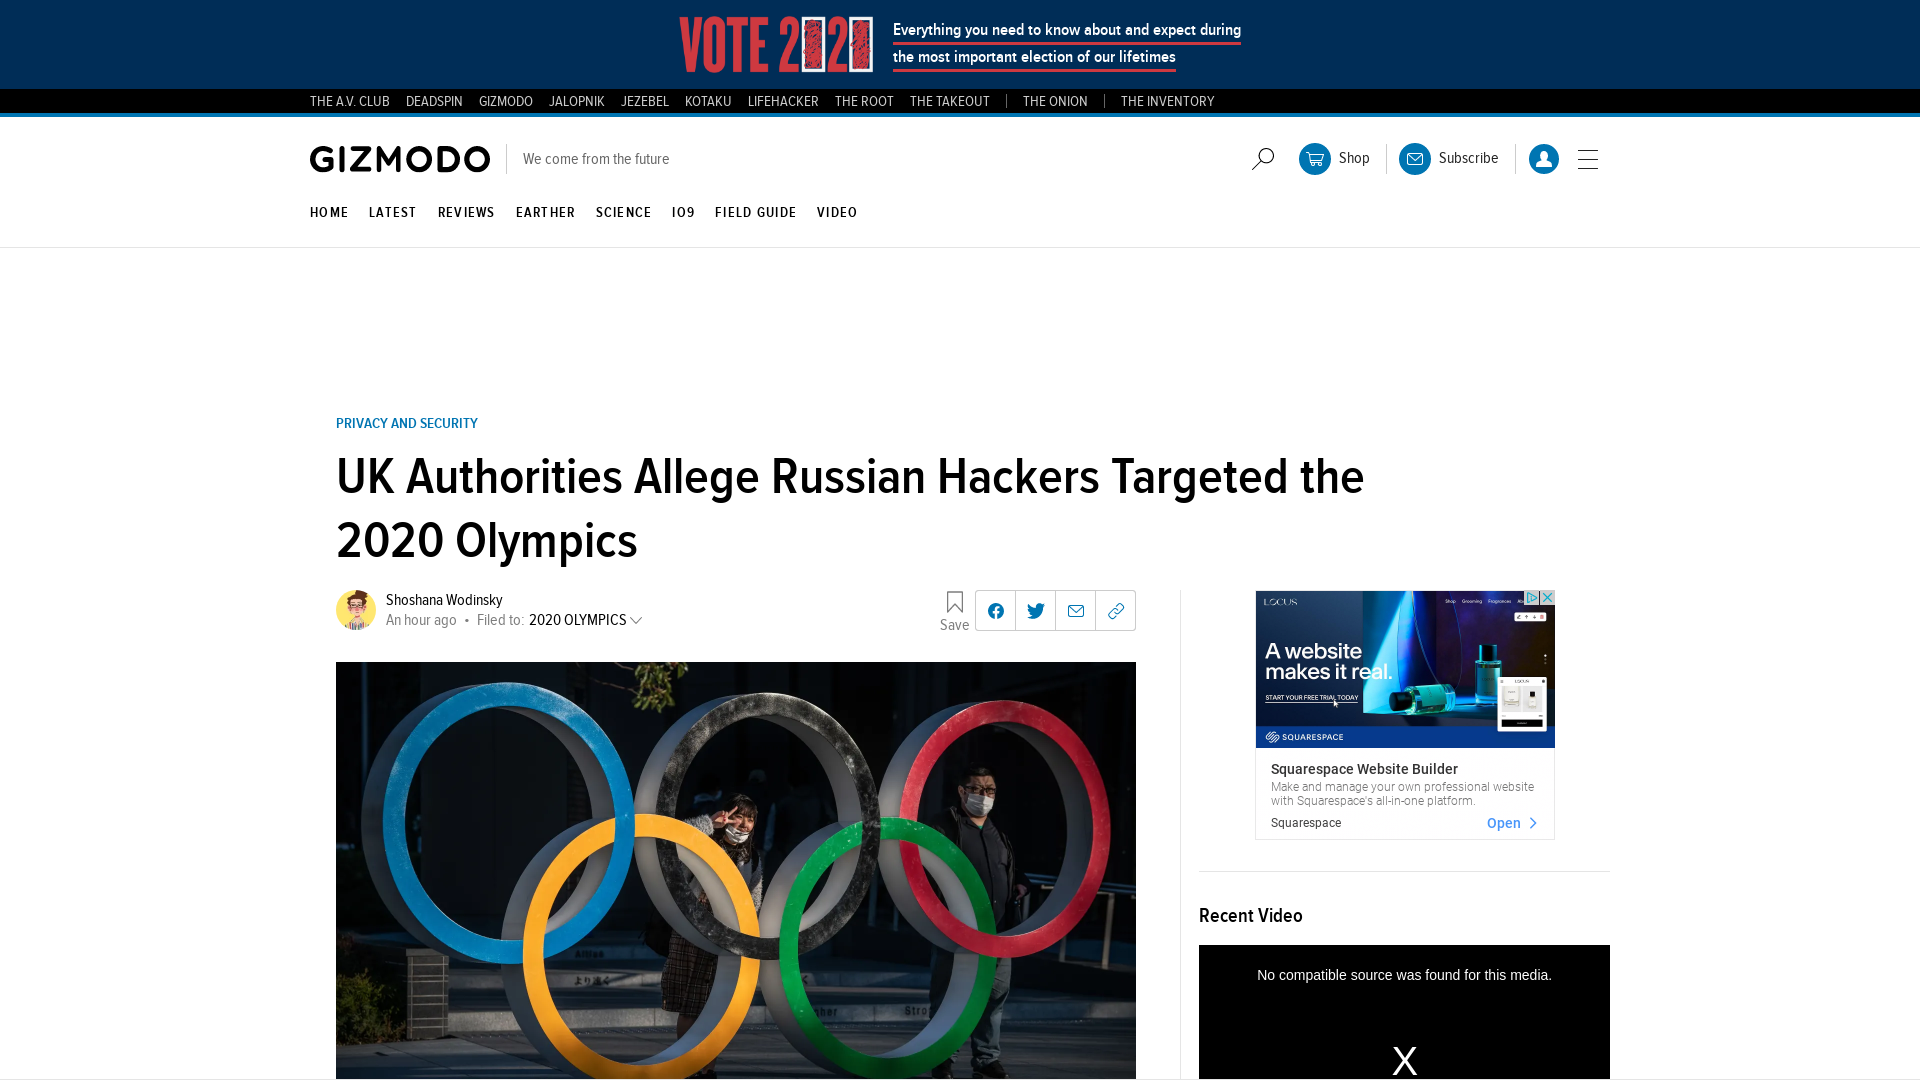 VOTE 2020
Everything you need to know about and expect during
the most important election of our lifetimes
THE A.V. CLUB DEADSPIN GIZMODO JALOPNIK JEZEBEL KOTAKU LIFEHACKER THE ROOT THE TAKEOUT THE ONION THE INVENTORY
GIZMODO We come from the future Shop Subscribe
HOME LATEST REVIEWS EARTHER SCIENCE IO9 FIELD GUIDE VIDEO
PRIVACY AND SECURITY
UK Authorities Allege Russian Hackers Targeted the
2020 Olympics
Shoshana Wodinsky
An hour ago • Filed to: 2020 OLYMPICS
Save
LOCUS
Shop Grooming Fragrances
A website
makes it real.
START YOUR FREE TRIAL TODAY
SQUARESPACE
Squarespace Website Builder
Make and manage your own professional website
with Squarespace's all-in-one platform.
Squarespace Open
Recent Video
No compatible source was found for this media.
X